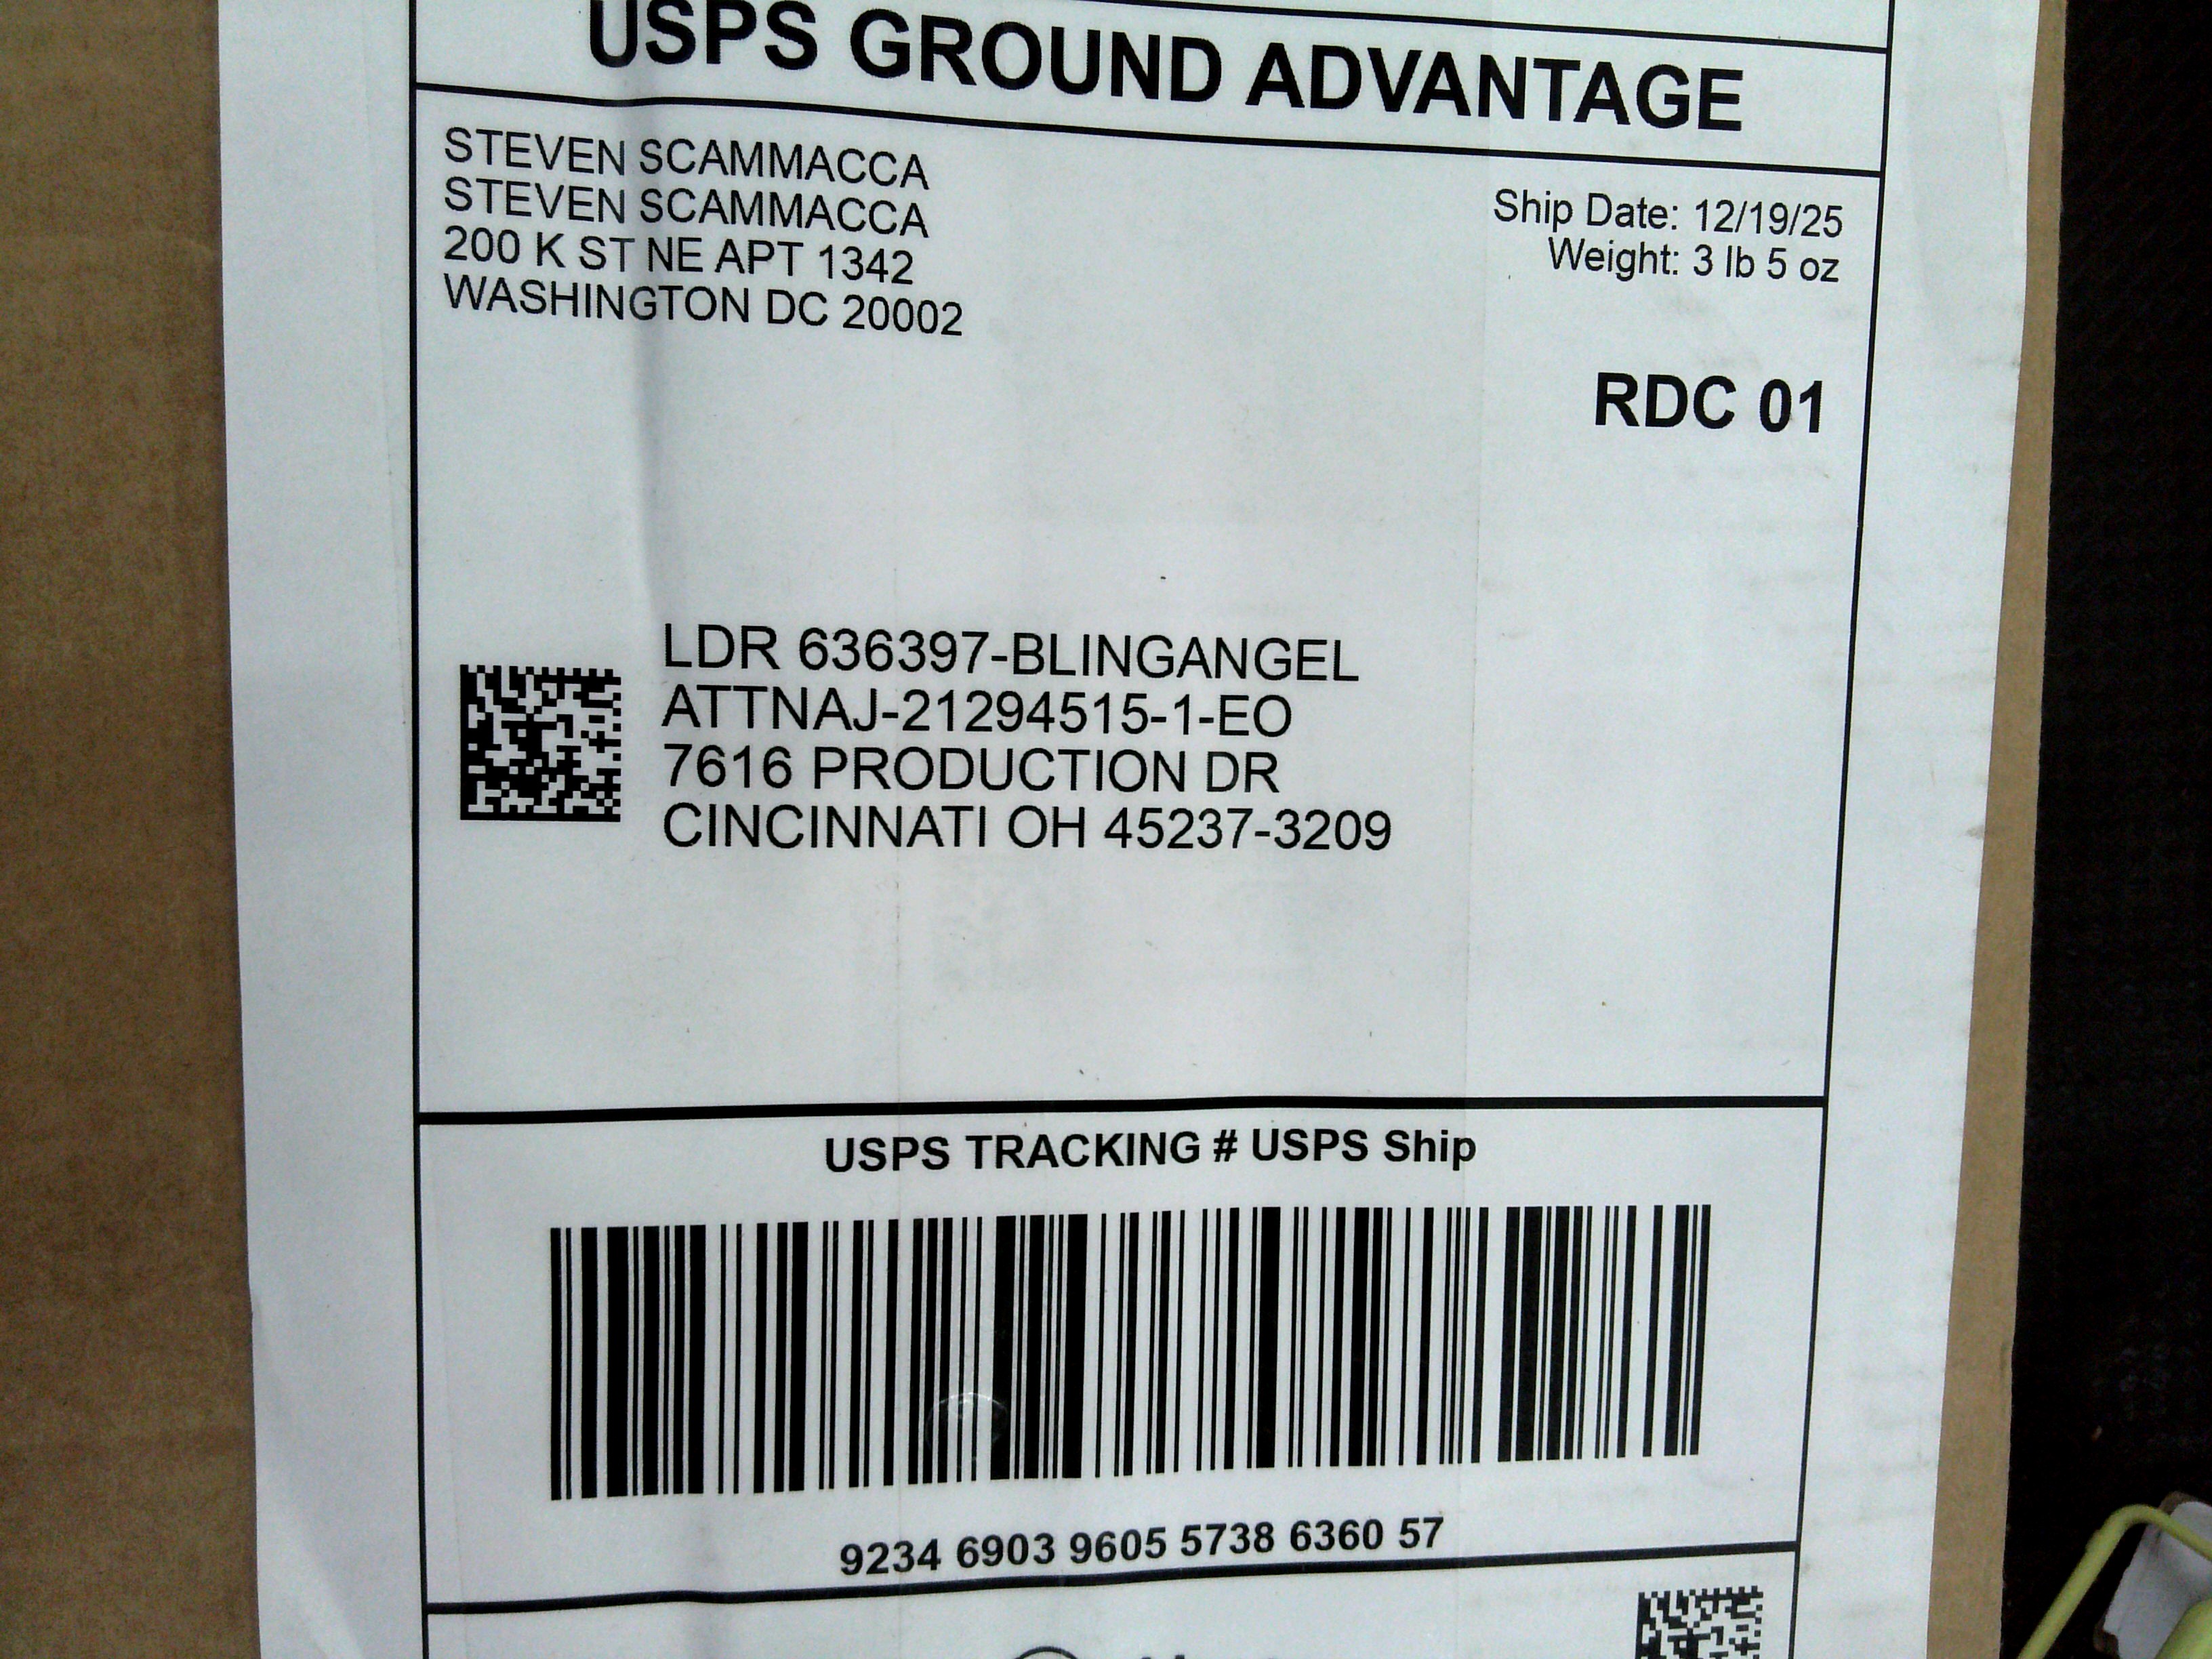 USPS GROUND ADVANTAGE
STEVEN SCAMMACCA
STEVEN SCAMMACCA
200 K ST NE APT 1342
WASHINGTON DC 20002
Ship Date: 12/19/25
Weight: 3 lb 5 oz
RDC 01
LDR 636397-BLINGANGEL
ATTNAJ-21294515-1-EO
7616 PRODUCTION DR
CINCINNATI OH 45237-3209
USPS TRACKING # USPS Ship
9234 6903 9605 5738 6360 57